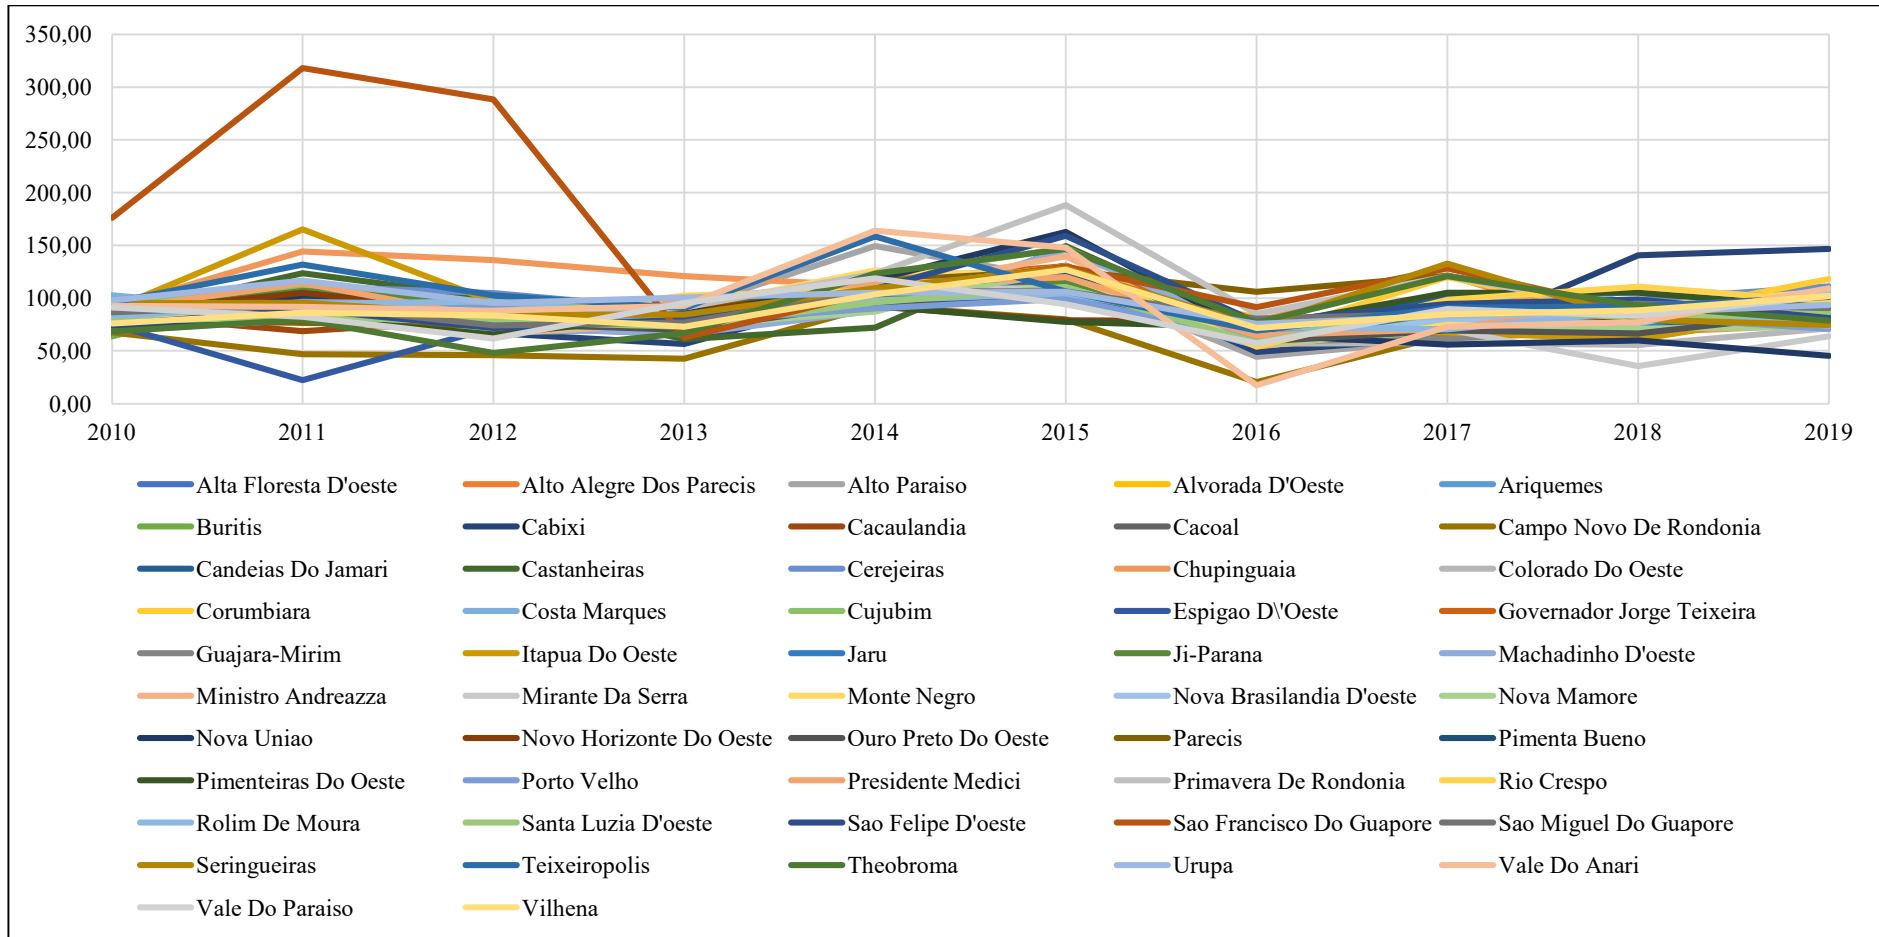 350,00
300,00
250,00
200,00
150,00
100,00
50,00
0,00
2010 2011 2012 2013 2014 2015 2016 2017 2018 2019
Alta Floresta D'oeste Alto Alegre Dos Parecis Alto Paraiso Alvorada D'Oeste Ariquemes
Buritis Cabixi Cacaulandia Cacoal Campo Novo De Rondonia
Candeias Do Jamari Castanheiras Cerejeiras Chupinguaia Colorado Do Oeste
Corumbiara Costa Marques Cujubim Espigao D\'Oeste Governador Jorge Teixeira
Guajara-Mirim Itapua Do Oeste Jaru Ji-Parana Machadinho D'oeste
Ministro Andreazza Mirante Da Serra Monte Negro Nova Brasilandia D'oeste Nova Mamore
Nova Uniao Novo Horizonte Do Oeste Ouro Preto Do Oeste Parecis Pimenta Bueno
Pimenteiras Do Oeste Porto Velho Presidente Medici Primavera De Rondonia Rio Crespo
Rolim De Moura Santa Luzia D'oeste Sao Felipe D'oeste Sao Francisco Do Guapore Sao Miguel Do Guapore
Seringueiras Teixeiropolis Theobroma Urupa Vale Do Anari
Vale Do Paraiso Vilhena